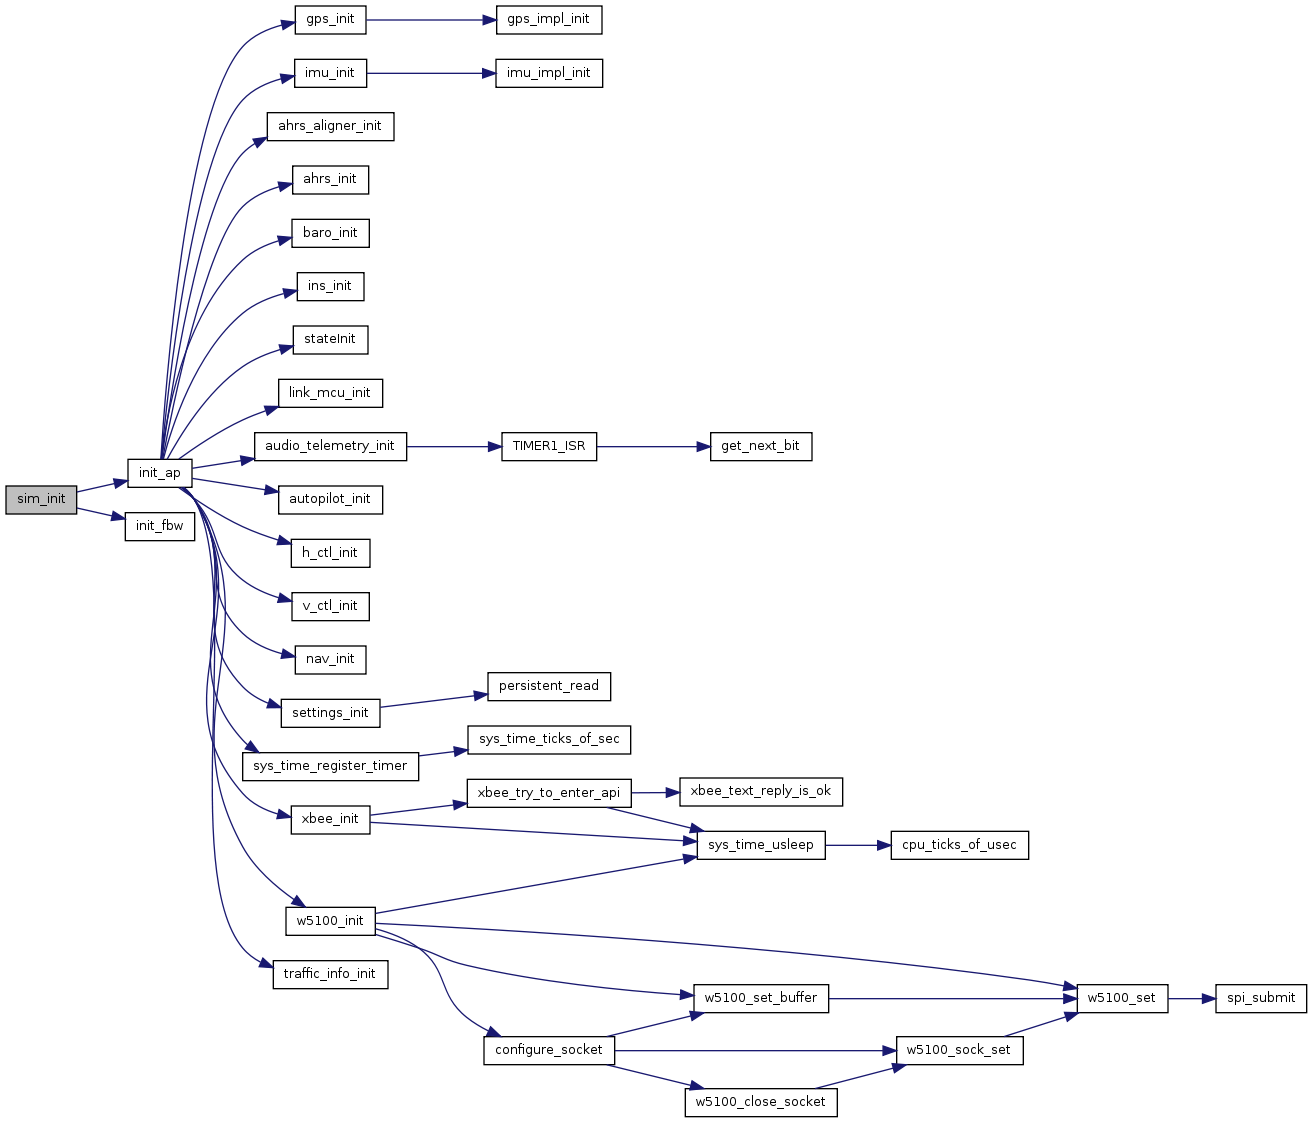 gps_init
gps_impl_init
imu_init
imu_impl_init
ahrs_aligner_init
ahrs_init
baro_init
ins_init
stateInit
link_mcu_init
audio_telemetry_init
TIMER1_ISR
get_next_bit
init_ap
sim_init
autopilot_init
init_fbw
h_ctl_init
v_ctl_init
nav_init
persistent_read
settings_init
sys_time_ticks_of_sec
sys_time_register_timer
xbee_try_to_enter_api
xbee_text_reply_is_ok
xbee_init
sys_time_usleep
cpu_ticks_of_usec
w5100_init
traffic_info_init
w5100_set_buffer
w5100_set
spi_submit
configure_socket
w5100_sock_set
w5100_close_socket